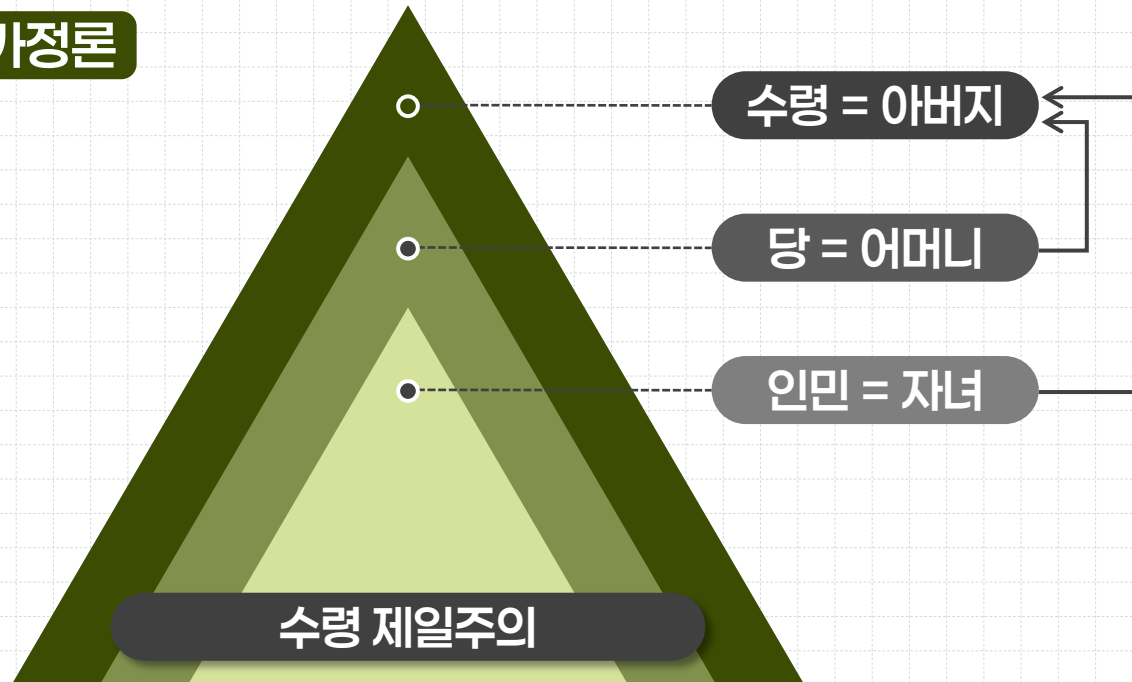 가정론
수령 = 아버지
당 = 어머니
인민 = 자녀
수령 제일주의